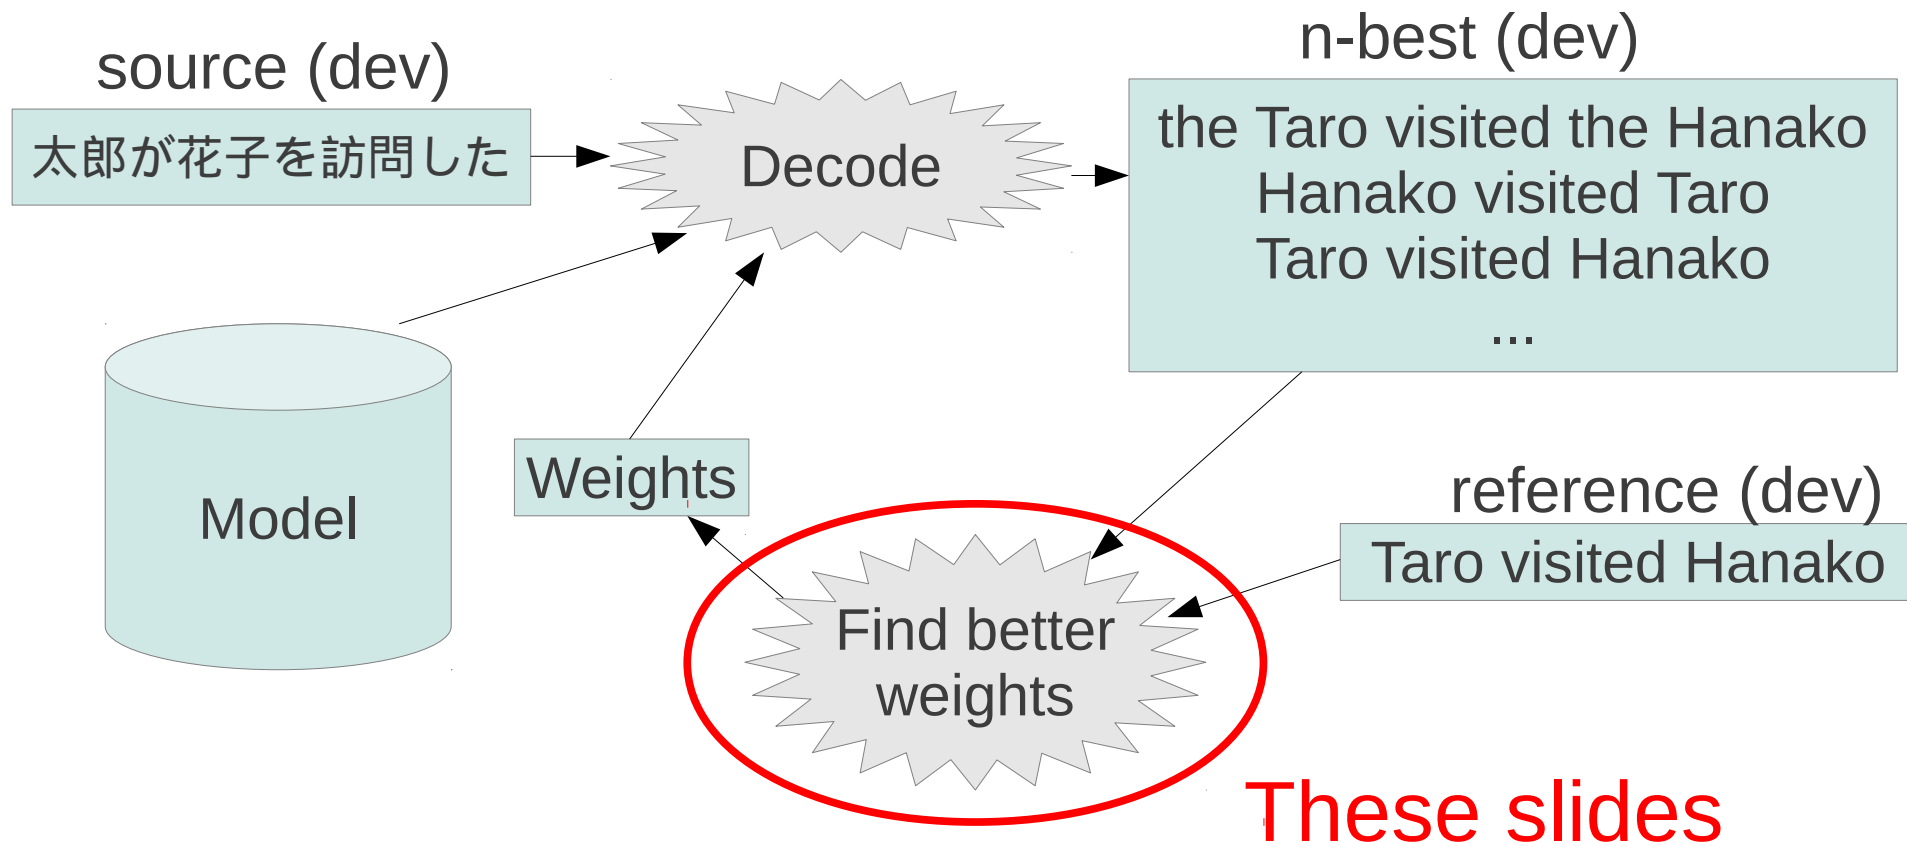 source (dev)
太郎が花子を訪問した
Decode
n-best (dev)
the Taro visited the Hanako
Hanako visited Taro
Taro visited Hanako
...
Model
Weights
reference (dev)
Taro visited Hanako
Find better
weights
These slides